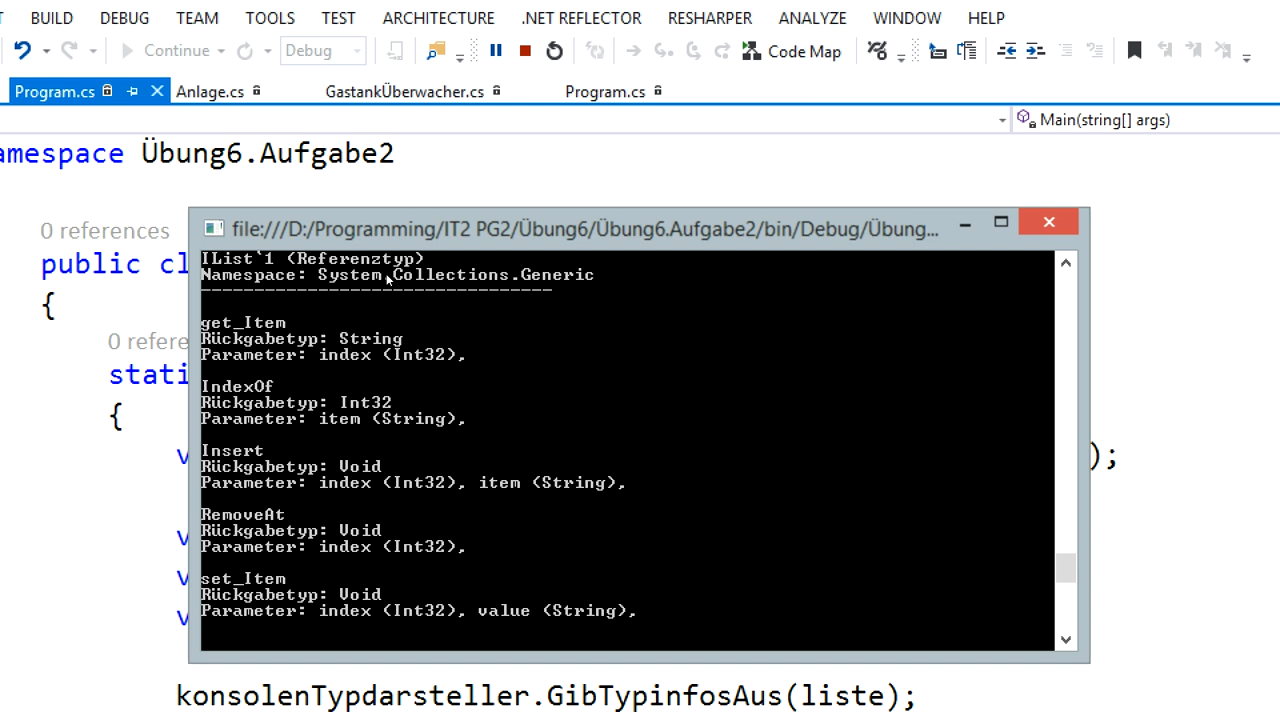 BUILD DEBUG TEAM TOOLS TEST ARCHITECTURE .NET REFLECTOR RESHARPER ANALYZE WINDOW HELP
Continue Debug Code Map
Program.cs Anlage.cs GastankÜberwacher.cs Program.cs
Main(string[] args)
amespace Übung6.Aufgabe2
0 references
public cl
{
0 refere
stati
{
v );
v
v
v
file:///D:/Programming/IT2 PG2/Übung6/Übung6.Aufgabe2/bin/Debug/Übung...
IList`1 (Referenztyp)
Namespace: System.Collections.Generic
---------------------------------
get_Item
Rückgabetyp: String
Parameter: index (Int32),
IndexOf
Rückgabetyp: Int32
Parameter: item (String),
Insert
Rückgabetyp: Void
Parameter: index (Int32), item (String),
RemoveAt
Rückgabetyp: Void
Parameter: index (Int32),
set_Item
Rückgabetyp: Void
Parameter: index (Int32), value (String),
konsolenTypdarsteller.GibTypinfosAus(liste);